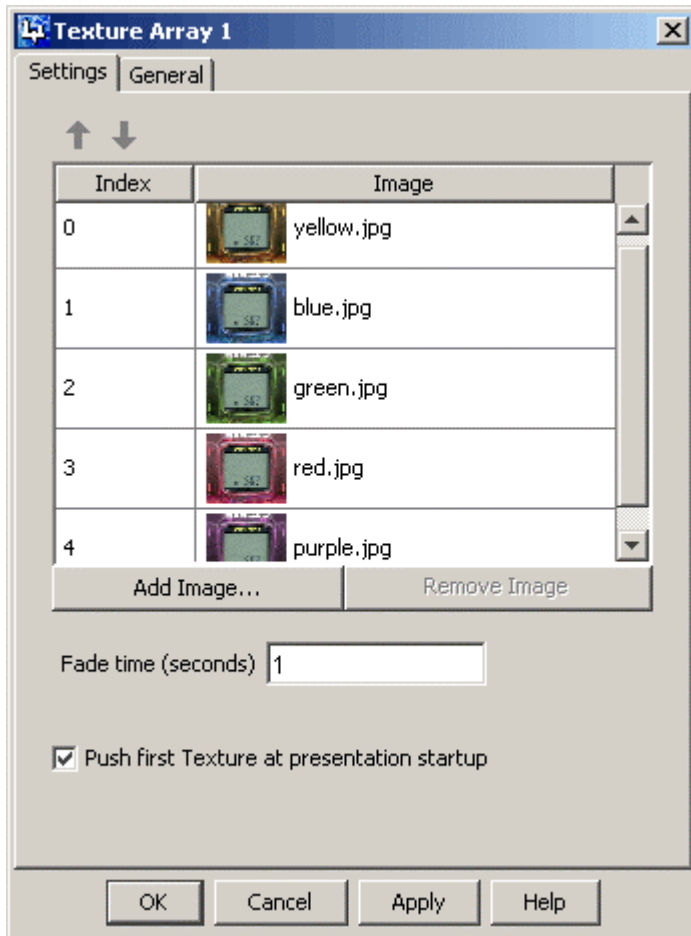 Texture Array 1
Settings General
Index Image
0 yellow.jpg
1 blue.jpg
2 green.jpg
3 red.jpg
4 purple.jpg
Add Image... Remove Image
Fade time (seconds) 1
Push first Texture at presentation startup
OK Cancel Apply Help